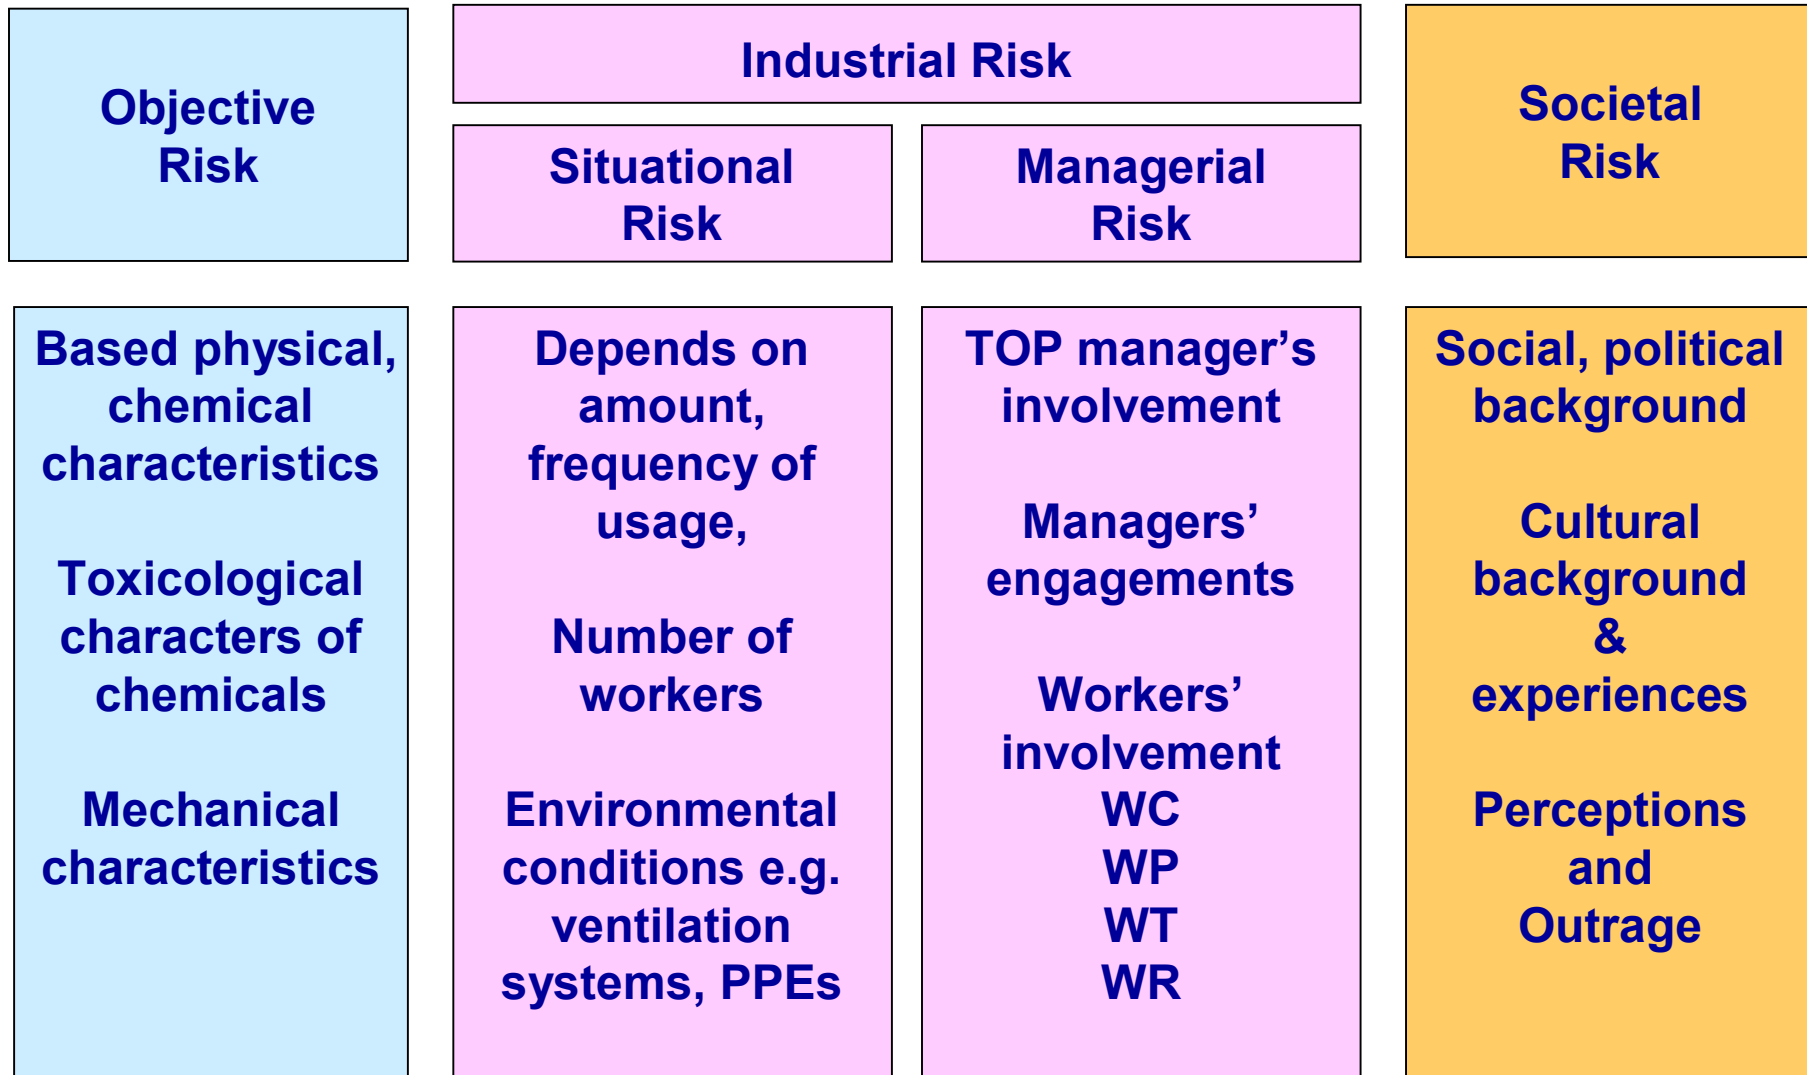 Objective
Risk
Industrial Risk
Situational
Risk
Managerial
Risk
Societal
Risk
Based physical,
chemical
characteristics
Toxicological
characters of
chemicals
Mechanical
characteristics
Depends on
amount,
frequency of
usage,
Number of
workers
Environmental
conditions e.g.
ventilation
systems, PPEs
TOP manager’s
involvement
Managers’
engagements
Workers’
involvement
WC
WP
WT
WR
Social, political
background
Cultural
background
&
experiences
Perceptions
and
Outrage